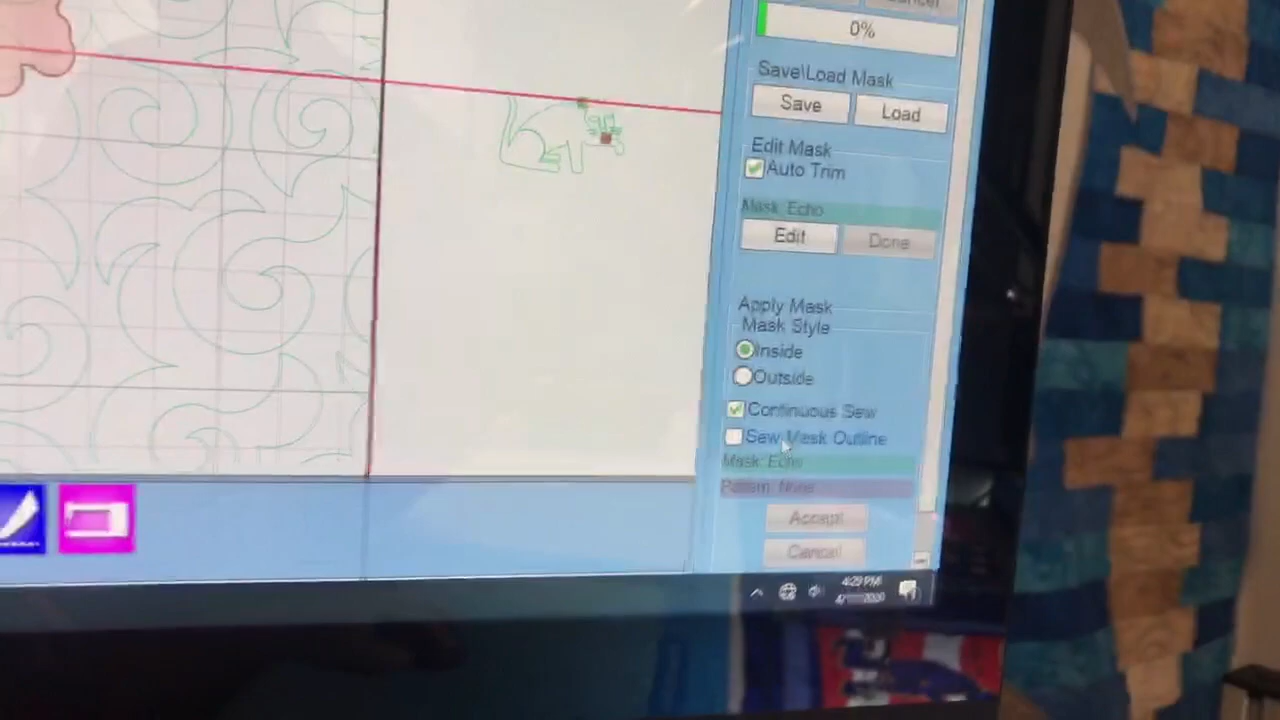 Cancel
0%
Save\Load Mask
Save
Load
Edit Mask
Auto Trim
Mask: Echo
Edit
Done
Apply Mask
Mask Style
Inside
Outside
Continuous Sew
Sew Mask Outline
Mask: Echo
Pattern: None
Accept
Cancel
4:29 PM